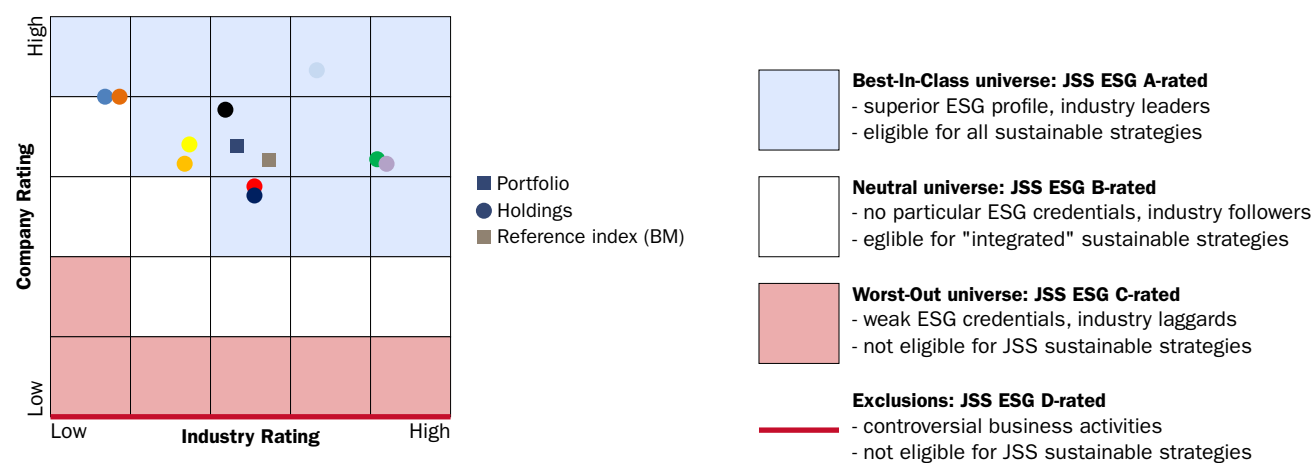 High
Company Rating
Low
Low
Industry Rating
High
Portfolio
Holdings
Reference index (BM)
Best-In-Class universe: JSS ESG A-rated
- superior ESG profile, industry leaders
- eligible for all sustainable strategies
Neutral universe: JSS ESG B-rated
- no particular ESG credentials, industry followers
- eglible for "integrated" sustainable strategies
Worst-Out universe: JSS ESG C-rated
- weak ESG credentials, industry laggards
- not eligible for JSS sustainable strategies
Exclusions: JSS ESG D-rated
- controversial business activities
- not eligible for JSS sustainable strategies